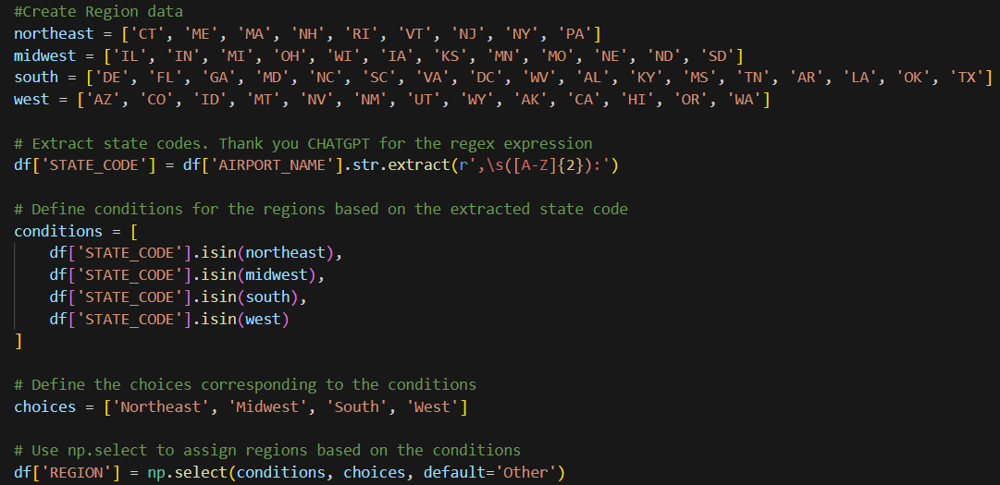 #Create Region data
northeast = ['CT', 'ME', 'MA', 'NH', 'RI', 'VT', 'NJ', 'NY', 'PA']
midwest = ['IL', 'IN', 'MI', 'OH', 'WI', 'IA', 'KS', 'MN', 'MO', 'NE', 'ND', 'SD']
south = ['DE', 'FL', 'GA', 'MD', 'NC', 'SC', 'VA', 'DC', 'WV', 'AL', 'KY', 'MS', 'TN', 'AR', 'LA', 'OK', 'TX']
west = ['AZ', 'CO', 'ID', 'MT', 'NV', 'NM', 'UT', 'WY', 'AK', 'CA', 'HI', 'OR', 'WA']

# Extract state codes. Thank you CHATGPT for the regex expression
df['STATE_CODE'] = df['AIRPORT_NAME'].str.extract(r',\s([A-Z]{2}):')

# Define conditions for the regions based on the extracted state code
conditions = [
    df['STATE_CODE'].isin(northeast),
    df['STATE_CODE'].isin(midwest),
    df['STATE_CODE'].isin(south),
    df['STATE_CODE'].isin(west)
]

# Define the choices corresponding to the conditions
choices = ['Northeast', 'Midwest', 'South', 'West']

# Use np.select to assign regions based on the conditions
df['REGION'] = np.select(conditions, choices, default='Other')